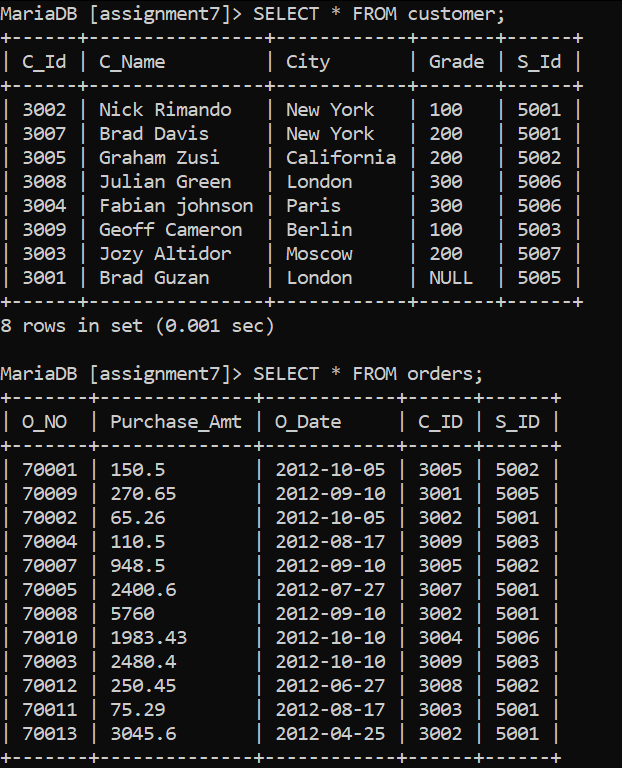 MariaDB [assignment7]> SELECT * FROM customer;
+------+----------------+------------+-------+------+
| C_Id | C_Name         | City       | Grade | S_Id |
+------+----------------+------------+-------+------+
| 3002 | Nick Rimando   | New York   | 100   | 5001 |
| 3007 | Brad Davis     | New York   | 200   | 5001 |
| 3005 | Graham Zusi    | California | 200   | 5002 |
| 3008 | Julian Green   | London     | 300   | 5006 |
| 3004 | Fabian johnson | Paris      | 300   | 5006 |
| 3009 | Geoff Cameron  | Berlin     | 100   | 5003 |
| 3003 | Jozy Altidor   | Moscow     | 200   | 5007 |
| 3001 | Brad Guzan     | London     | NULL  | 5005 |
+------+----------------+------------+-------+------+
8 rows in set (0.001 sec)
MariaDB [assignment7]> SELECT * FROM orders;
+-------+--------------+------------+------+------+
| O_NO  | Purchase_Amt | O_Date     | C_ID | S_ID |
+-------+--------------+------------+------+------+
| 70001 | 150.5        | 2012-10-05 | 3005 | 5002 |
| 70009 | 270.65       | 2012-09-10 | 3001 | 5005 |
| 70002 | 65.26        | 2012-10-05 | 3002 | 5001 |
| 70004 | 110.5        | 2012-08-17 | 3009 | 5003 |
| 70007 | 948.5        | 2012-09-10 | 3005 | 5002 |
| 70005 | 2400.6       | 2012-07-27 | 3007 | 5001 |
| 70008 | 5760         | 2012-09-10 | 3002 | 5001 |
| 70010 | 1983.43      | 2012-10-10 | 3004 | 5006 |
| 70003 | 2480.4       | 2012-10-10 | 3009 | 5003 |
| 70012 | 250.45       | 2012-06-27 | 3008 | 5002 |
| 70011 | 75.29        | 2012-08-17 | 3003 | 5001 |
| 70013 | 3045.6       | 2012-04-25 | 3002 | 5001 |
+-------+--------------+------------+------+------+